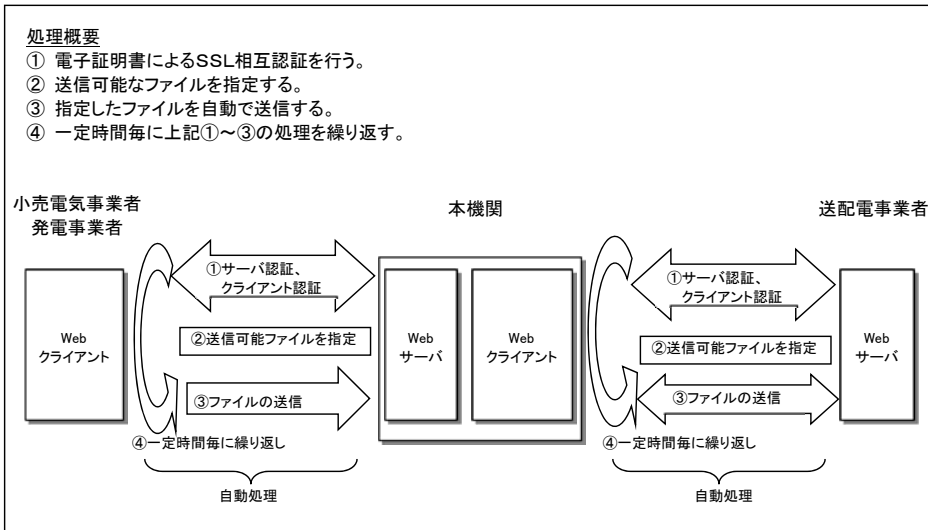 処理概要
① 電子証明書によるSSL相互認証を行う。
② 送信可能なファイルを指定する。
③ 指定したファイルを自動で送信する。
④ 一定時間毎に上記①～③の処理を繰り返す。
小売電気事業者
発電事業者
本機関
送配電事業者
①サーバ認証、
クライアント認証
①サーバ認証、
クライアント認証
Web
クライアント
②送信可能ファイルを指定
Web
サーバ
Web
クライアント
②送信可能ファイルを指定
Web
サーバ
③ファイルの送信
③ファイルの送信
④一定時間毎に繰り返し
④一定時間毎に繰り返し
自動処理
自動処理